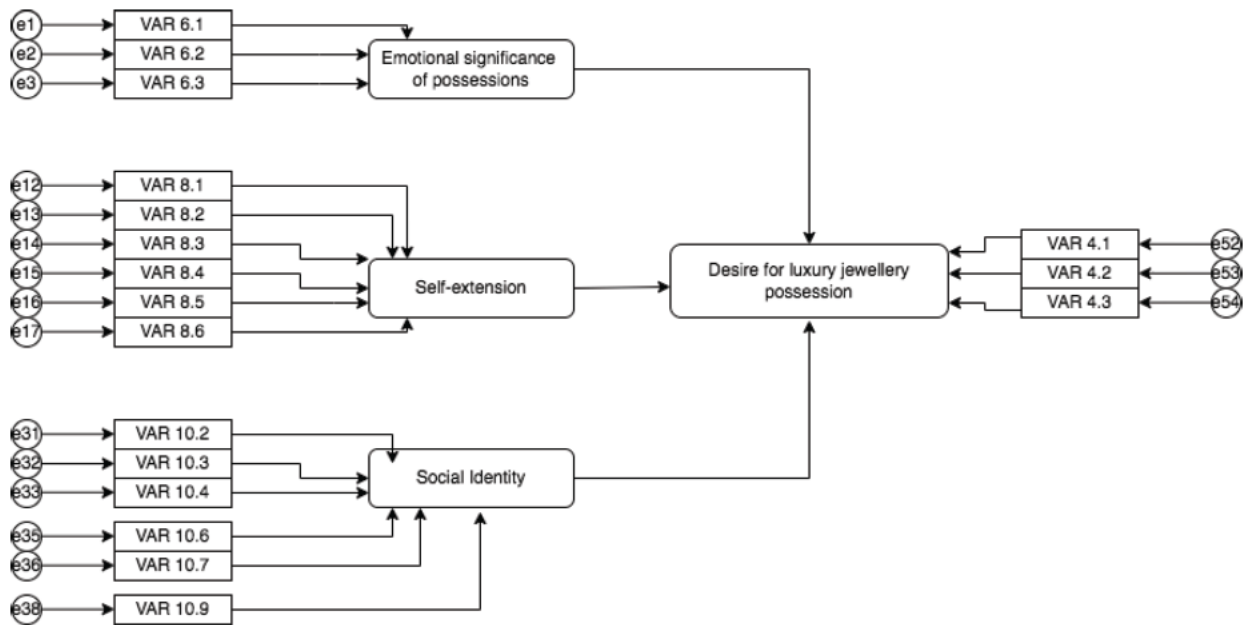 e1
VAR 6.1
e2
VAR 6.2
e3
VAR 6.3
Emotional significance
of possessions
e12
VAR 8.1
e13
VAR 8.2
e14
VAR 8.3
e15
VAR 8.4
e16
VAR 8.5
e17
VAR 8.6
Self-extension
Desire for luxury jewellery
possession
VAR 4.1
e52
VAR 4.2
e53
VAR 4.3
e54
e31
VAR 10.2
e32
VAR 10.3
e33
VAR 10.4
Social Identity
e35
VAR 10.6
e36
VAR 10.7
e38
VAR 10.9